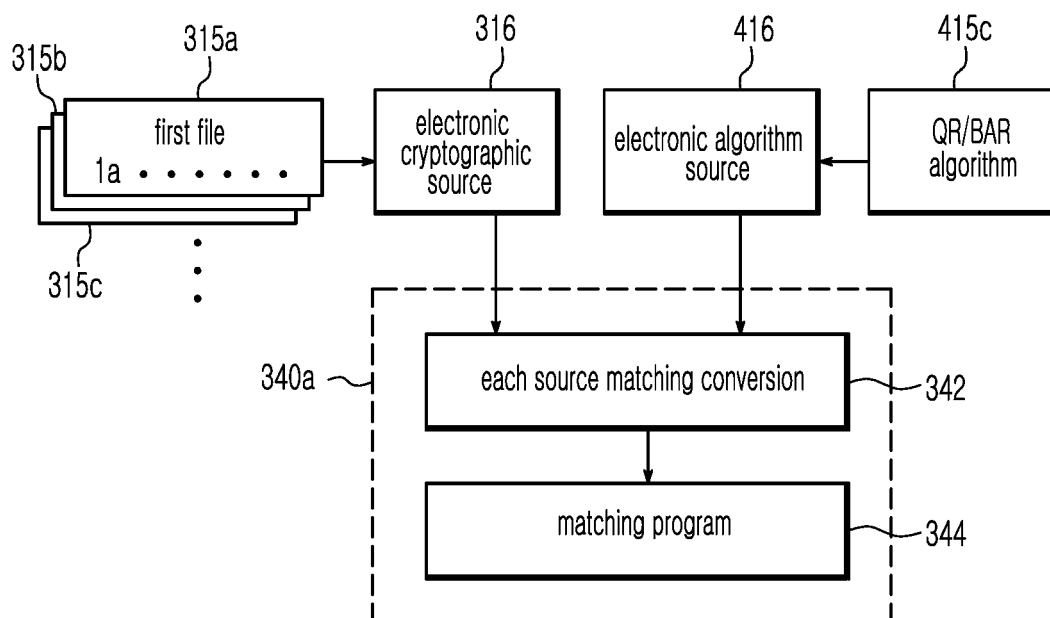 315b
315a
316
416
415c
first file
1a • • • • • •
electronic
cryptographic
source
electronic algorithm
source
QR/BAR
algorithm
315c
340a
each source matching conversion
342
matching program
344